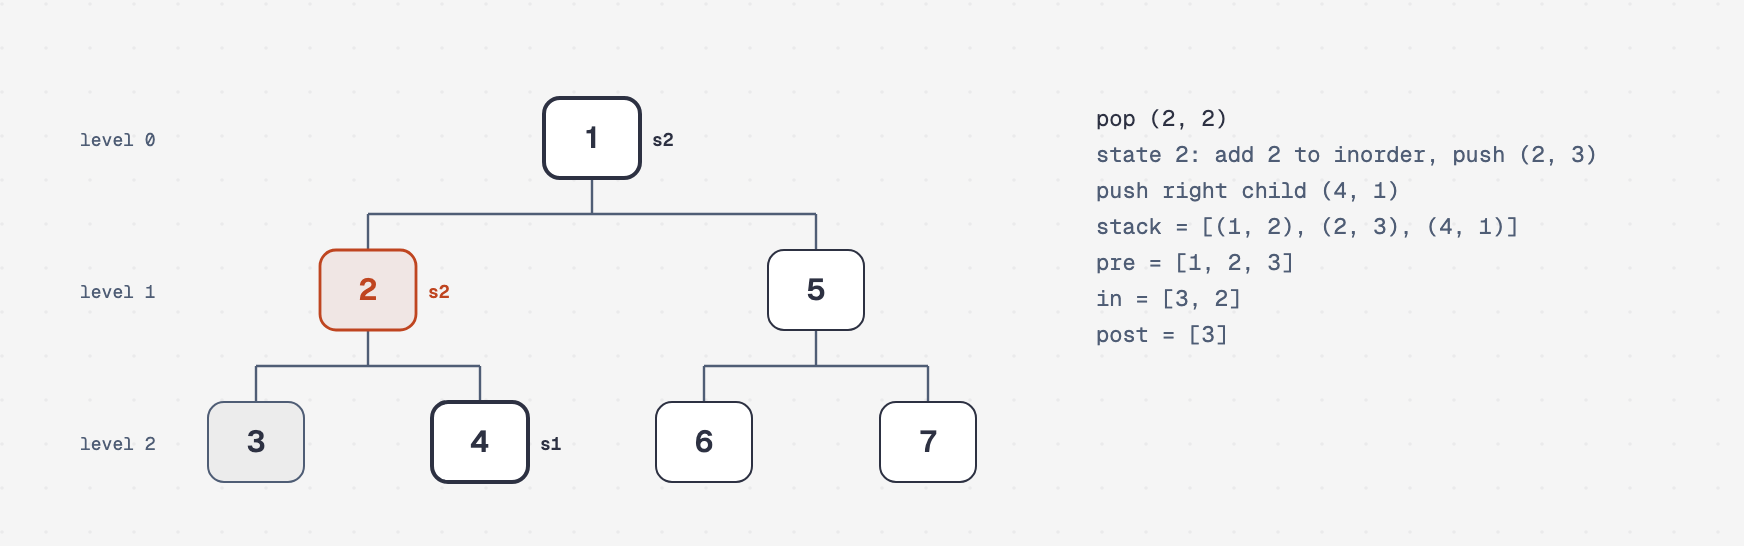 level 0
1 s2
level 1
2 s2
5
level 2
3
4 s1
6
7
pop (2, 2)
state 2: add 2 to inorder, push (2, 3)
push right child (4, 1)
stack = [(1, 2), (2, 3), (4, 1)]
pre = [1, 2, 3]
in = [3, 2]
post = [3]